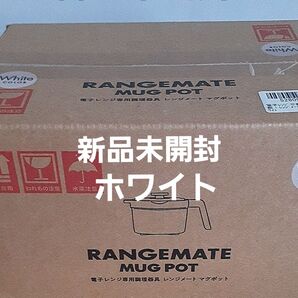 White
COLOR
RANGEMATE
MUG POT
電子レンジ専用調理器具 レンジメート マグポット
新品未開封
ホワイト
われもの注意
水濡注意
RANGEMATE
MUG POT
電子レンジ専用調理器具 レンジメート マグポット